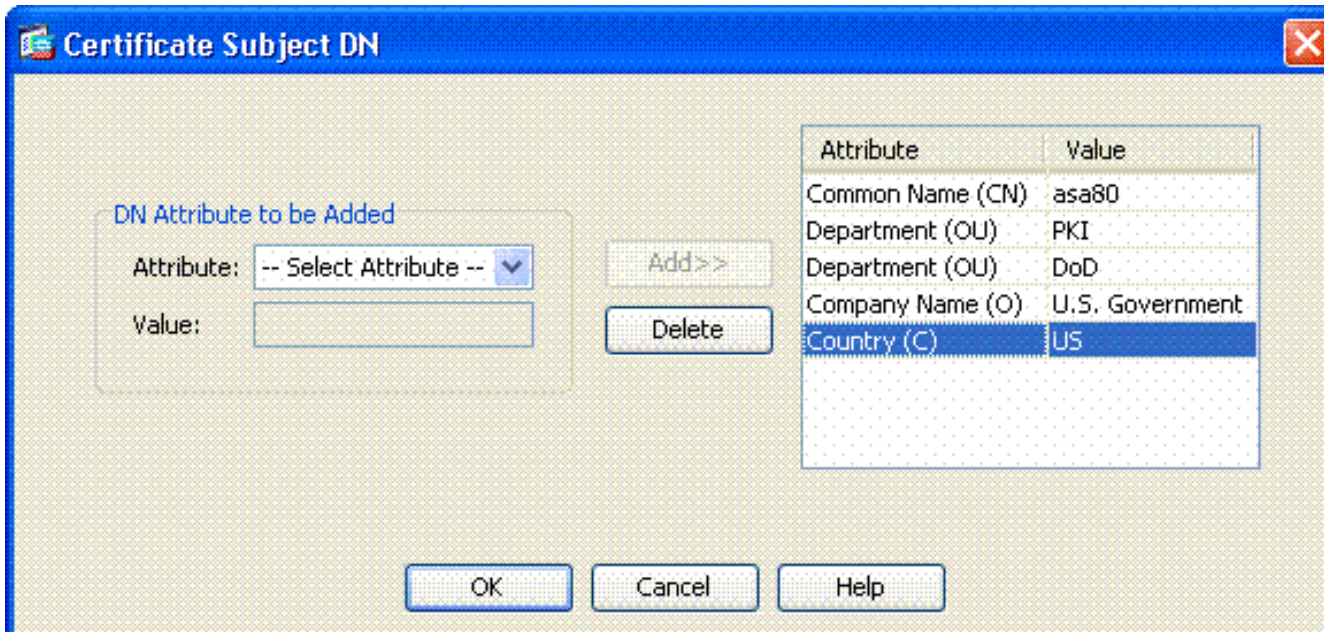 Certificate Subject DN
DN Attribute to be Added
Attribute: -- Select Attribute --
Value:
Add>>
Delete
Attribute Value
Common Name (CN) asa80
Department (OU) PKI
Department (OU) DoD
Company Name (O) U.S. Government
Country (C) US
OK Cancel Help